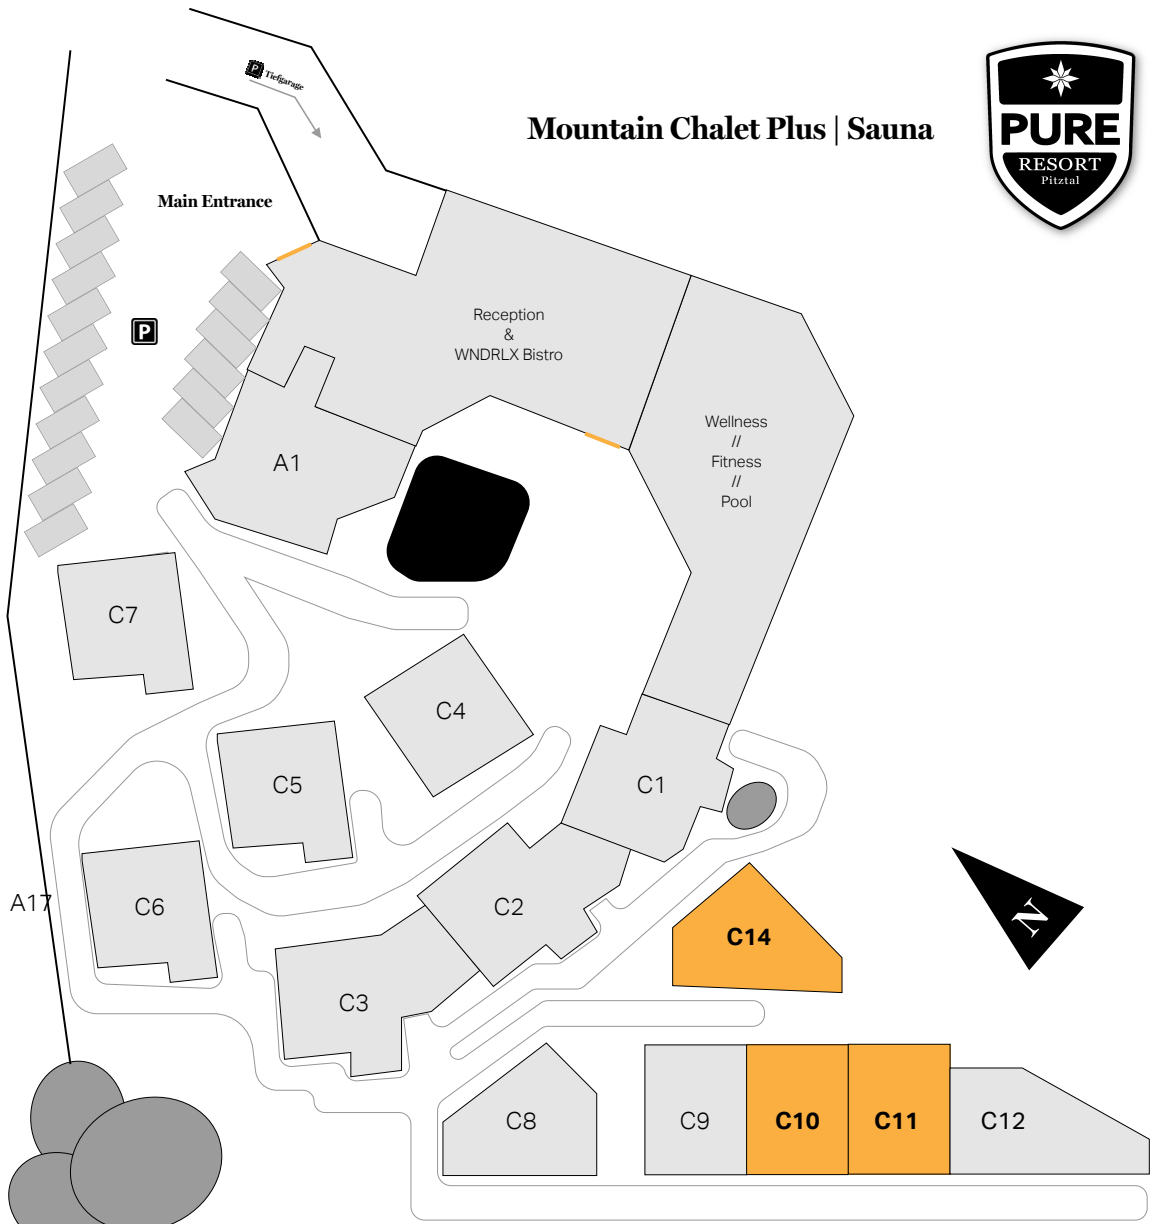 P Tiefgarage
Mountain Chalet Plus | Sauna
PURE
RESORT
Pitztal
Main Entrance
P
Reception
&
WNDRLX Bistro
Wellness
//
Fitness
//
Pool
A1
C7
C4
C5
C1
A17
C6
C2
C14
N
C3
C8
C9
C10
C11
C12